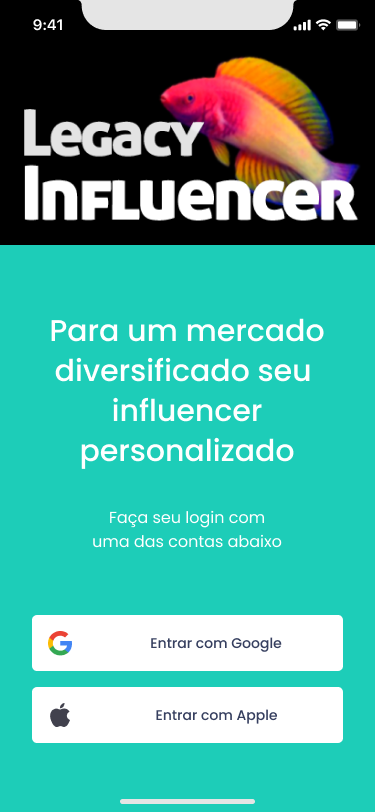 9:41
Legacy
Influencer
Para um mercado
diversificado seu
influencer
personalizado
Faça seu login com
uma das contas abaixo
Entrar com Google
Entrar com Apple